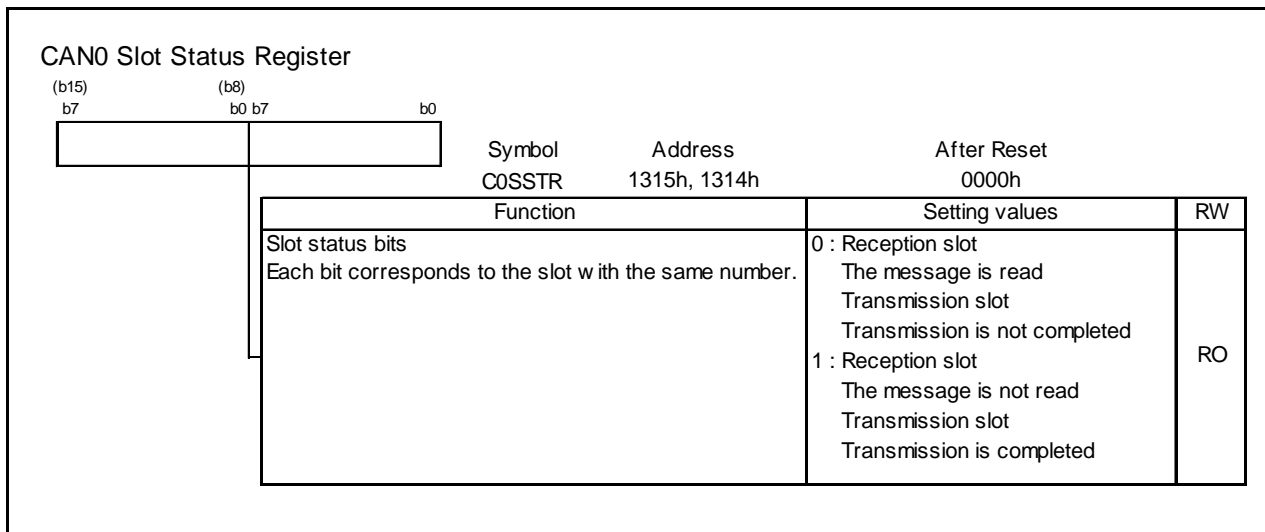 CAN0 Slot Status Register
(b15) (b8)
b7 b0 b7 b0
Symbol Address After Reset
C0SSTR 1315h, 1314h 0000h
Function Setting values RW
Slot status bits 0 : Reception slot
Each bit corresponds to the slot with the same number. The message is read
Transmission slot
Transmission is not completed
1 : Reception slot RO
The message is not read
Transmission slot
Transmission is completed